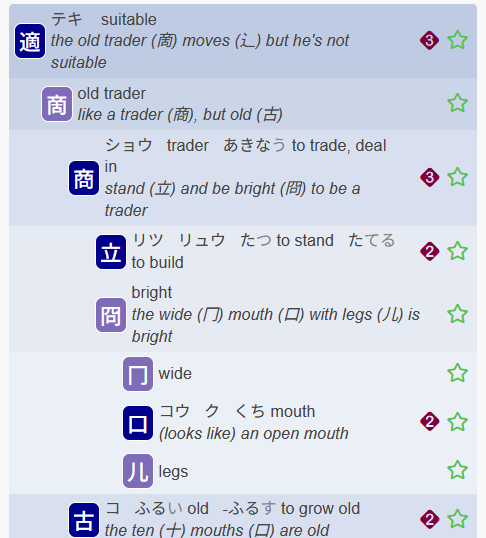 適 テキ suitable
the old trader (啇) moves (⻌) but he's not 3
suitable
啇 old trader
like a trader (商), but old (古)
ショウ trader あきなう to trade, deal
in
商 stand (立) and be bright (冏) to be a 3
trader
立 リツ リュウ たつ to stand たてる 2
to build
bright
冏 the wide (冂) mouth (口) with legs (儿) is
bright
冂 wide
口 コウ ク くち mouth 2
(looks like) an open mouth
儿 legs
古 コ ふるい old -ふるす to grow old 2
the ten (十) mouths (口) are old